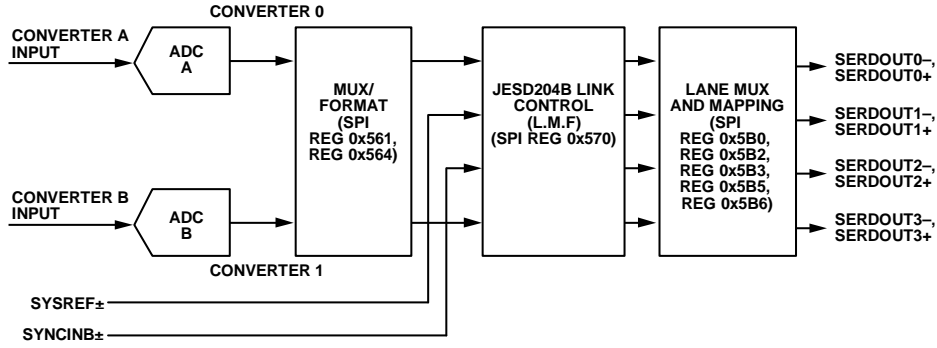 CONVERTER 0
CONVERTER A
INPUT
ADC
A
MUX/
FORMAT
(SPI
REG 0x561,
REG 0x564)
JESD204B LINK
CONTROL
(L.M.F)
(SPI REG 0x570)
LANE MUX
AND MAPPING
(SPI
REG 0x5B0,
REG 0x5B2,
REG 0x5B3,
REG 0x5B5,
REG 0x5B6)
SERDOUT0–,
SERDOUT0+
SERDOUT1–,
SERDOUT1+
SERDOUT2–,
SERDOUT2+
SERDOUT3–,
SERDOUT3+
CONVERTER B
INPUT
ADC
B
CONVERTER 1
SYSREF±
SYNCINB±